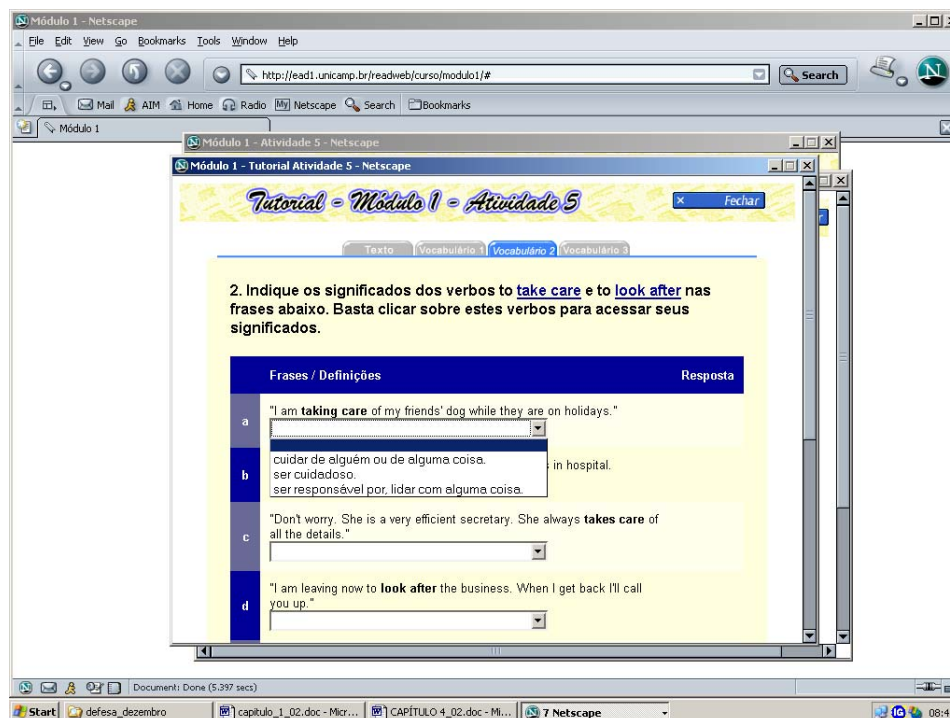 Módulo 1 - Netscape
File Edit View Go Bookmarks Tools Window Help
http://ead1.unicamp.br/readweb/curso/modulo1/#
Search
N
Mail AIM Home Radio My Netscape Search Bookmarks
Módulo 1
Módulo 1 - Atividade 5 - Netscape
Módulo 1 - Tutorial Atividade 5 - Netscape
Tutorial - Módulo 1 - Atividade 5
Fechar
Texto Vocabulário 1 Vocabulário 2 Vocabulário 3
2. Indique os significados dos verbos to take care e to look after nas
frases abaixo. Basta clicar sobre estes verbos para acessar seus
significados.
Frases / Definições Resposta
a
"I am taking care of my friends' dog while they are on holidays."
cuidar de alguém ou de alguma coisa.
ser cuidadoso.
ser responsável por, lidar com alguma coisa.
b
in hospital.
c
"Don't worry. She is a very efficient secretary. She always takes care of
all the details."
d
"I am leaving now to look after the business. When I get back I'll call
you up."
Document: Done (5.397 secs)
Start defesa_dezembro capitulo_1_02.doc - Micr... CAPÍTULO 4_02.doc - Mi... 7 Netscape